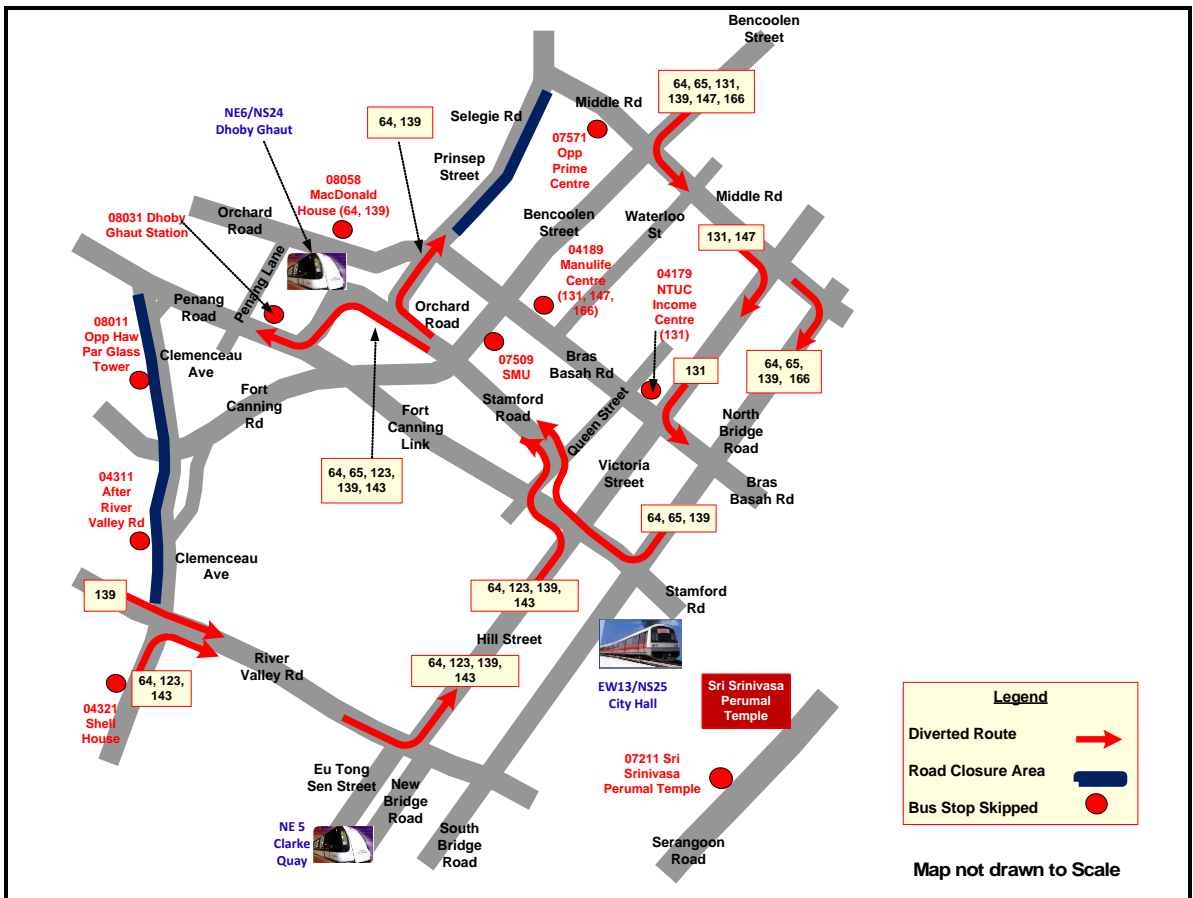 Bencoolen
Street
64, 65, 131,
139, 147, 166
Middle Rd
Selegie Rd
NE6/NS24
Dhoby Ghaut
64, 139
07571
Opp
Prime
Centre
Prinsep
Street
08058
MacDonald
House (64, 139)
Middle Rd
Orchard
Road
08031 Dhoby
Ghaut Station
Bencoolen
Street
Waterloo
St
131, 147
04189
Manulife
Centre
(131, 147,
166)
04179
NTUC
Income
Centre
(131)
Penang Lane
Penang
Road
Orchard
Road
08011
Opp Haw
Par Glass
Tower
Clemenceau
Ave
07509
SMU
Bras
Basah Rd
131
64, 65,
139, 166
Fort
Canning
Rd
Fort
Canning
Link
Stamford
Road
Queen Street
North
Bridge
Road
Victoria
Street
64, 65, 123,
139, 143
04311
After
River
Valley Rd
Bras
Basah Rd
64, 65, 139
Clemenceau
Ave
139
64, 123, 139,
143
Stamford
Rd
Hill Street
River
Valley Rd
64, 123, 139,
143
64, 123,
143
EW13/NS25
City Hall
Sri Srinivasa
Perumal
Temple
04321
Shell
House
07211 Sri
Srinivasa
Perumal Temple
Eu Tong
Sen Street
New
Bridge
Road
NE 5
Clarke
Quay
South
Bridge
Road
Serangoon
Road
Legend
Diverted Route
Road Closure Area
Bus Stop Skipped
Map not drawn to Scale